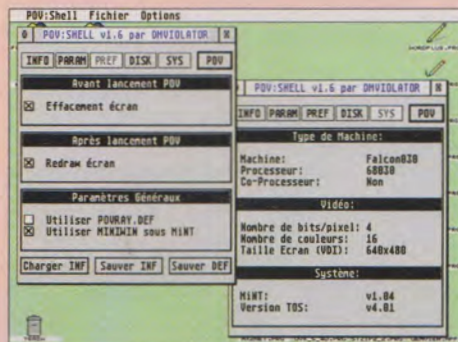 POV:SHELL Fichier Options
POV:SHELL v1.6 par OMVIOLATOR
INFO PARAM PREF DISK SYS POV
Avant lancement POV
Effacement écran
Après lancement POV
Redraw écran
Paramètres Généraux
Utiliser POVRAY.DEF
Utiliser MINIWIN sous MiNT
Charger INF Sauver INF Sauver DEF
POV:SHELL v1.6 par OMVIOLATOR
INFO PARAM PREF DISK SYS POV
Type de Machine:
Machine: Falcon030
Processeur: 68030
Co-Processeur: Non
Vidéo:
Nombre de bits/pixel: 4
Nombre de couleurs: 16
Taille Ecran (VDI): 640x480
Système:
MiNT: v1.04
Version TOS: v4.01